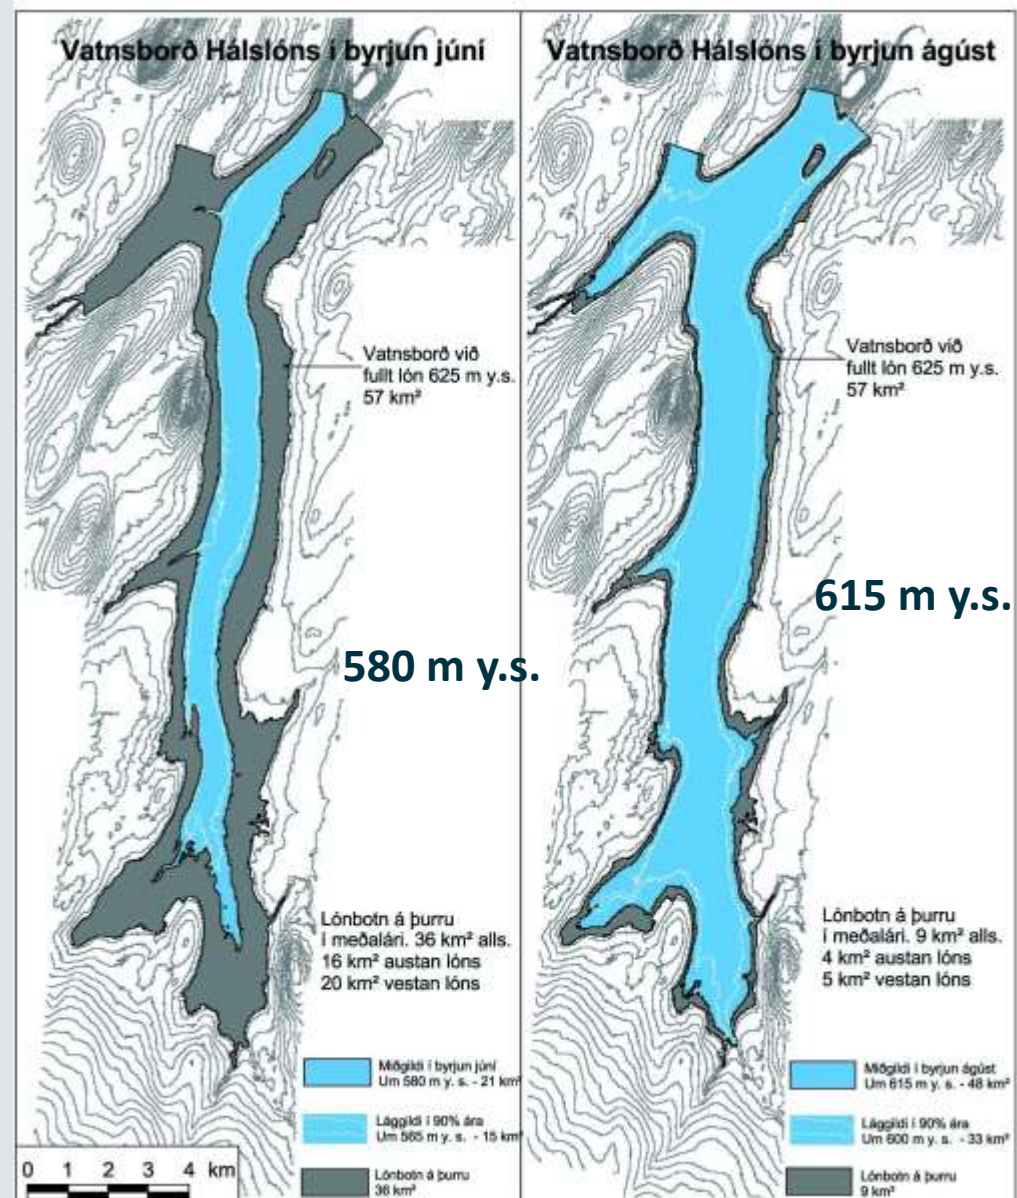 Vatnsborð Hálslóns í byrjun júní
Vatnsborð við
fullt lón 625 m y.s.
57 km²
580 m y.s.
Lónbotn á þurru
í meðalári. 36 km² alls.
16 km² austan lóns
20 km² vestan lóns
Miðgildi í byrjun júní
Um 580 m y. s. - 21 km²
Lággildi í 90% ára
Um 565 m y. s. - 15 km²
Lónbotn á þurru
36 km²
0 1 2 3 4 km
Vatnsborð Hálslóns í byrjun ágúst
Vatnsborð við
fullt lón 625 m y.s.
57 km²
615 m y.s.
Lónbotn á þurru
í meðalári. 9 km² alls.
4 km² austan lóns
5 km² vestan lóns
Miðgildi í byrjun ágúst
Um 615 m y. s. - 48 km²
Lággildi í 90% ára
Um 600 m y. s. - 33 km²
Lónbotn á þurru
9 km²